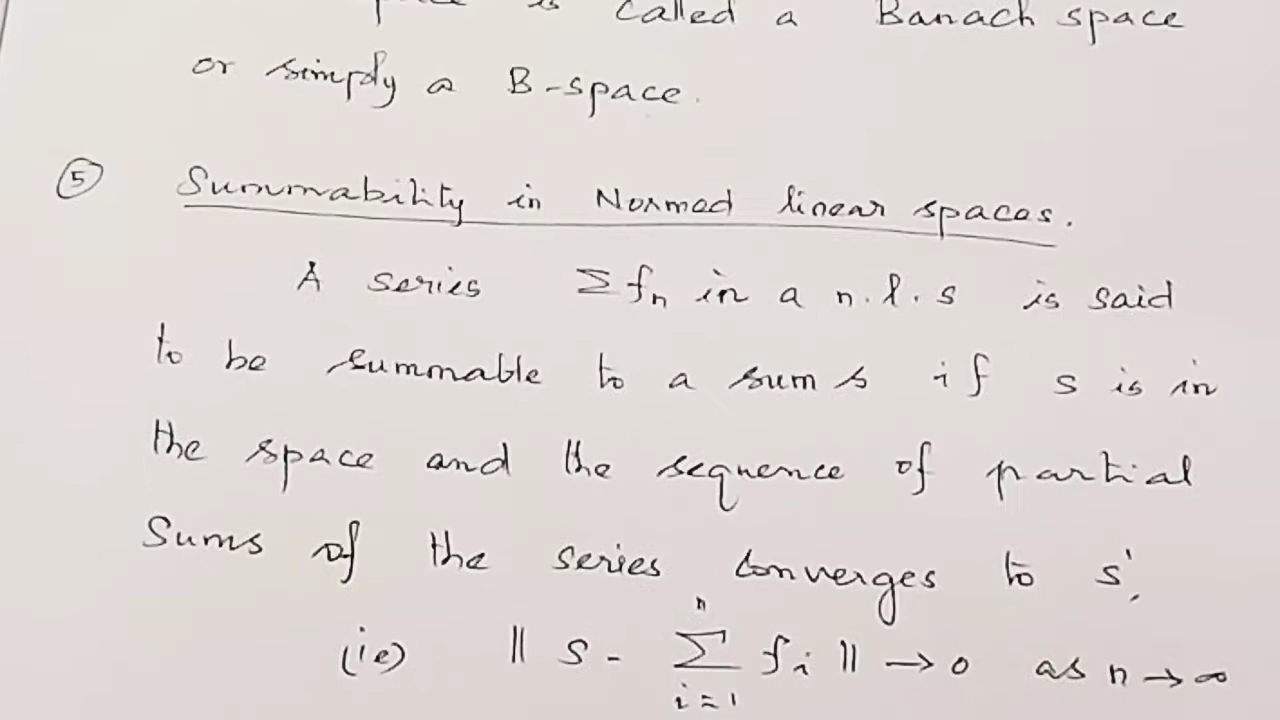 is called a Banach space
or simply a B-space.
⑤ Summability in Normed linear spaces.
A series Σfn in a n.l.s is said
to be summable to a sum s if s is in
the space and the sequence of partial
Sums of the series converges to s'.
(ie) || S - n∑i=1 fi || → 0 as n → ∞